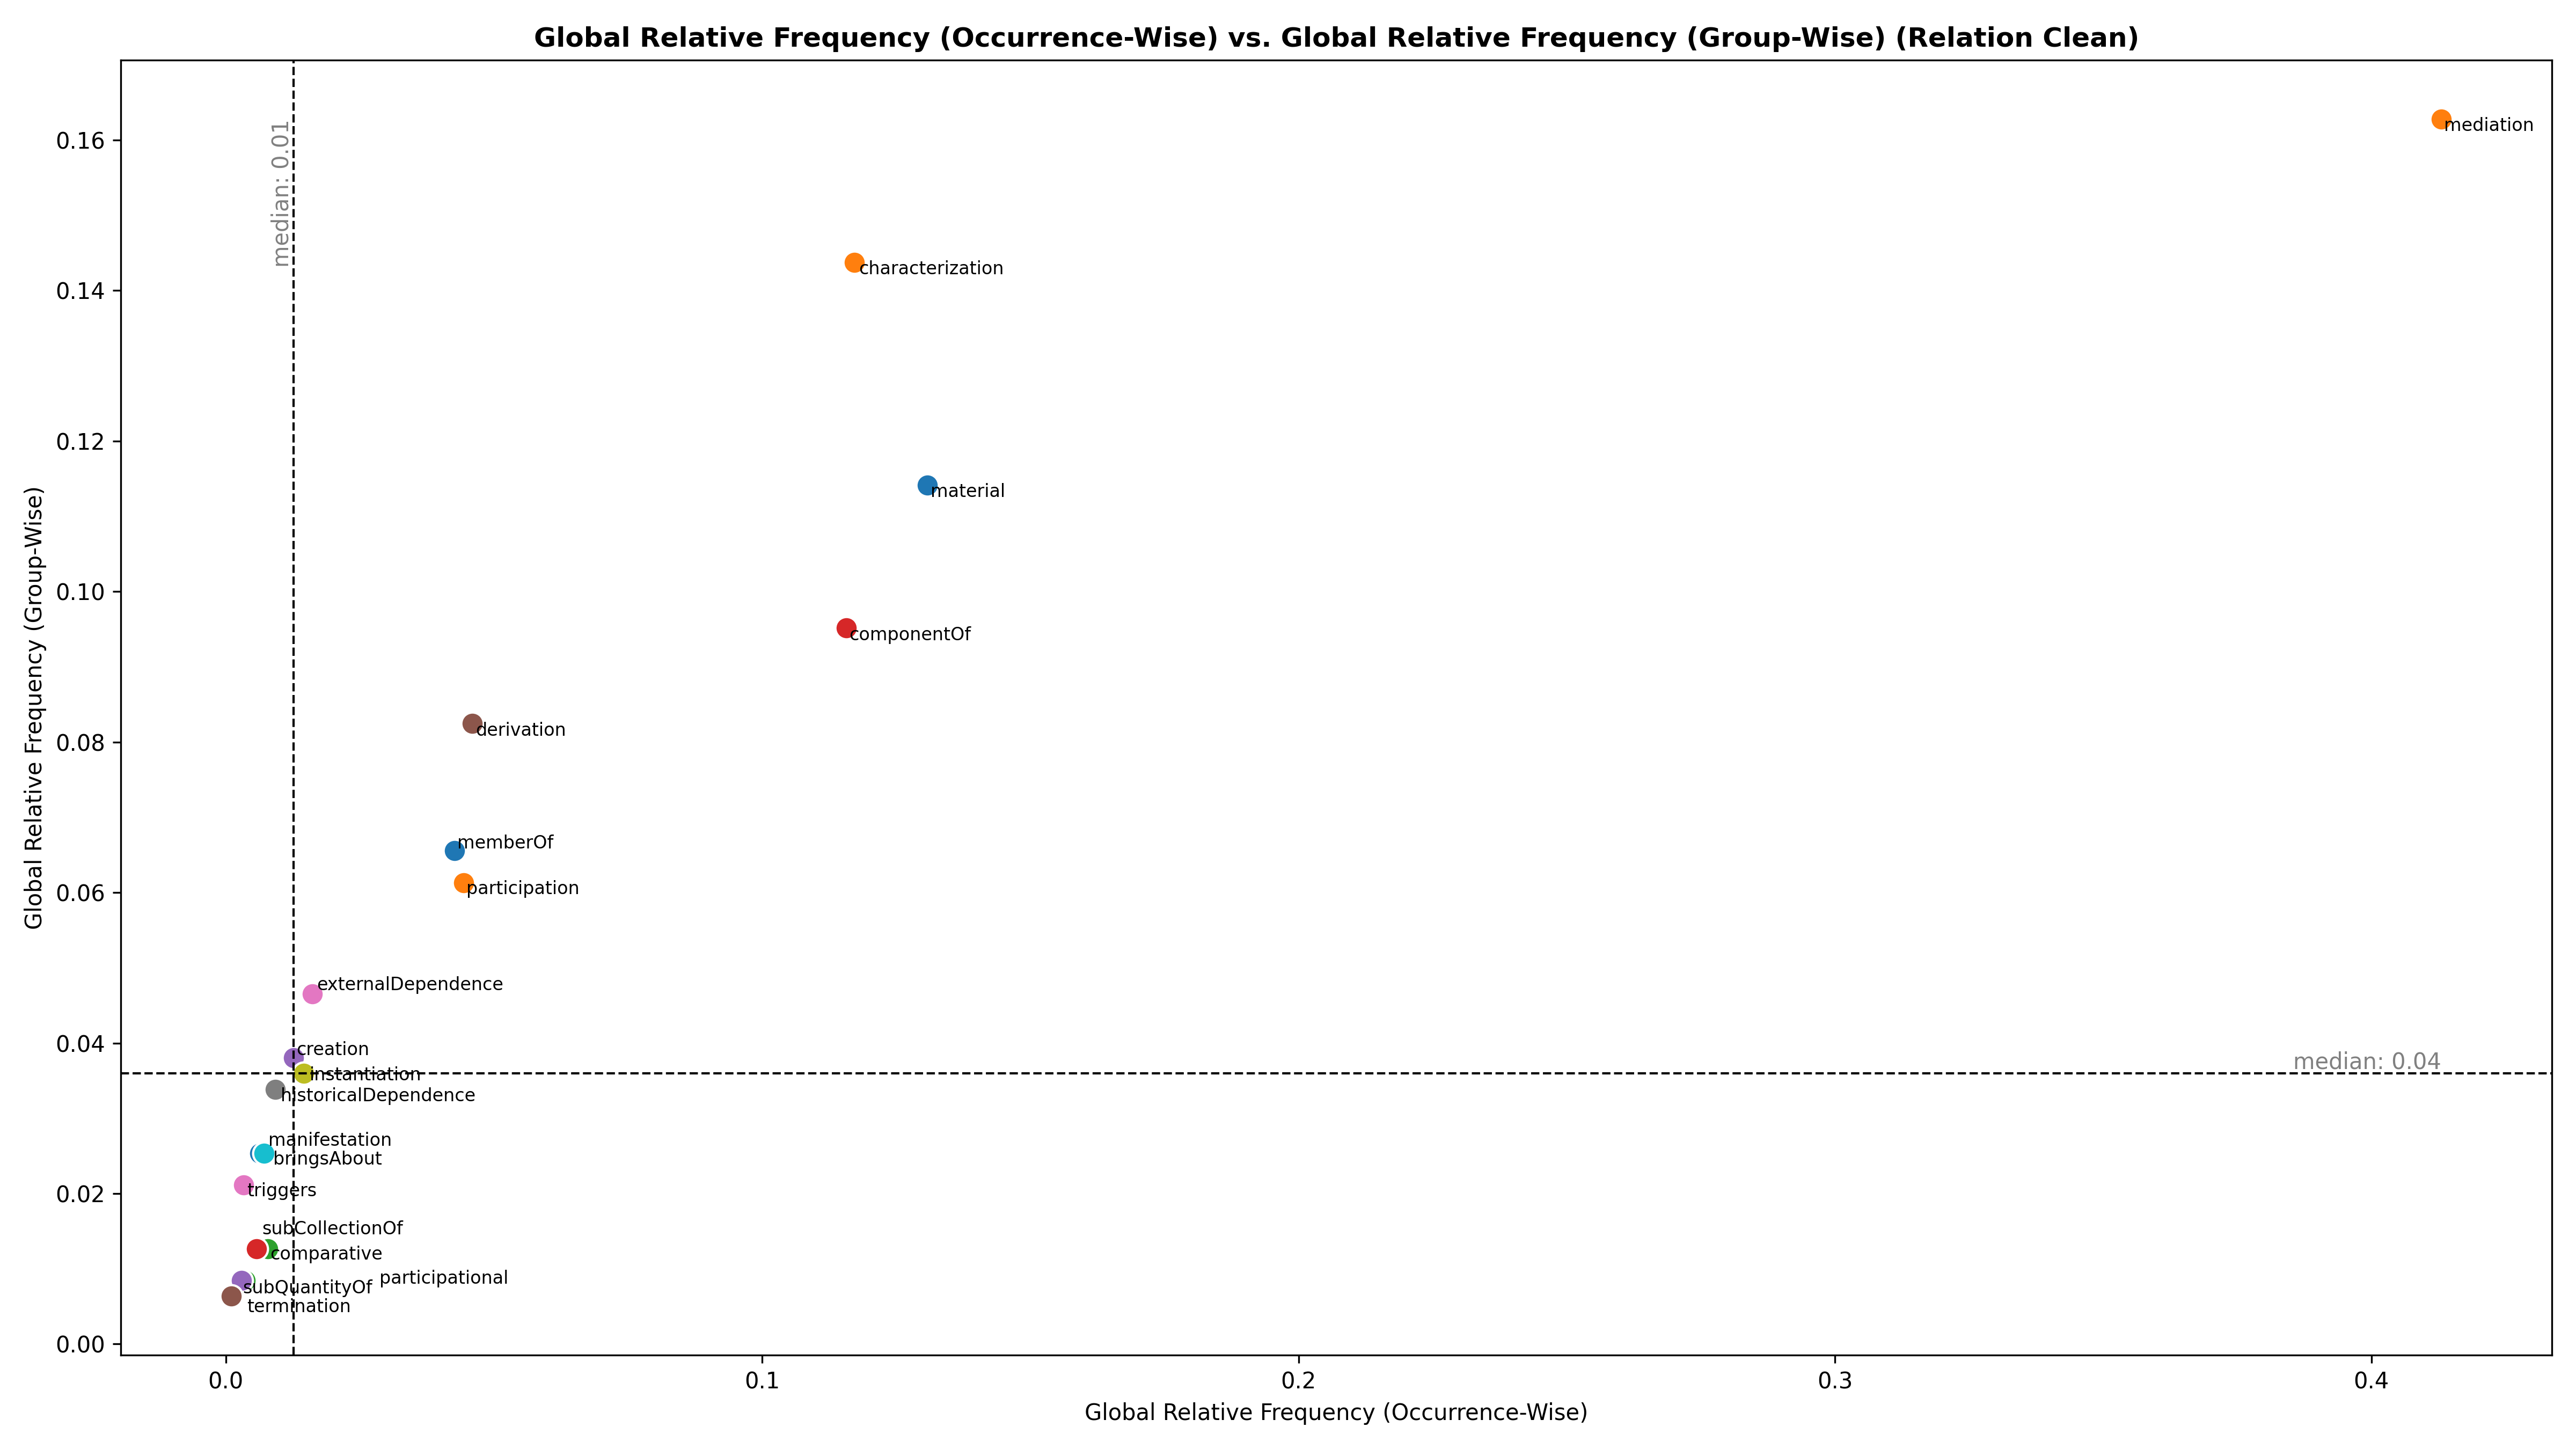 Global Relative Frequency (Occurrence-Wise) vs. Global Relative Frequency (Group-Wise) (Relation Clean)
Global Relative Frequency (Group-Wise)
0.16
0.14
0.12
0.10
0.08
0.06
0.04
0.02
0.00
median: 0.01
mediation
characterization
material
componentOf
derivation
memberOf
participation
externalDependence
creation
median: 0.04
instantiation
historicalDependence
manifestation
bringsAbout
triggers
subCollectionOf
comparative
participational
subQuantityOf
termination
0.0
0.1
0.2
0.3
0.4
Global Relative Frequency (Occurrence-Wise)